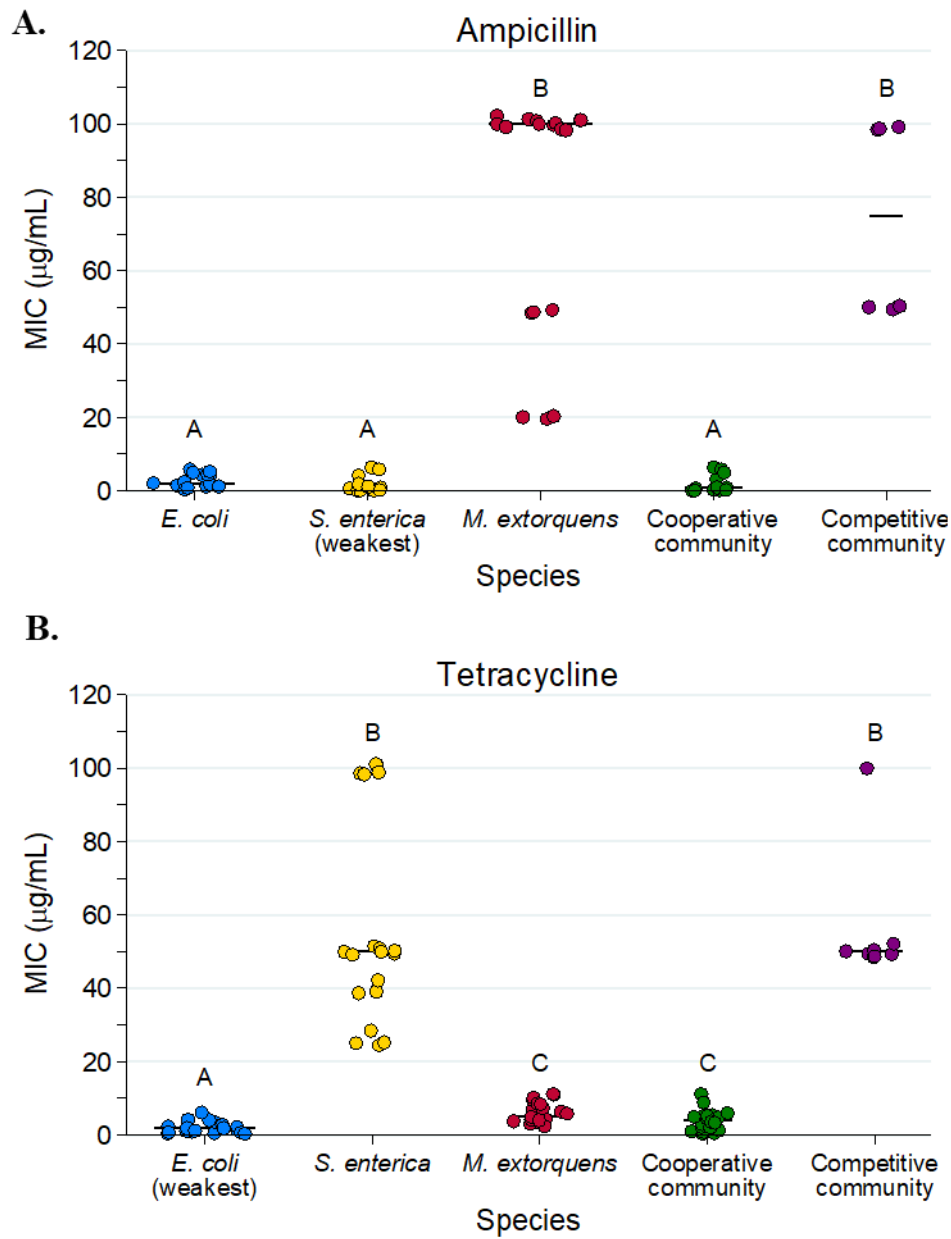 A.
Ampicillin
120
100
80
60
40
20
0
MIC (µg/mL)
A
A
B
A
B
E. coli
S. enterica
(weakest)
M. extorquens
Cooperative
community
Competitive
community
Species
B.
Tetracycline
120
100
80
60
40
20
0
MIC (µg/mL)
A
B
C
C
B
E. coli
(weakest)
S. enterica
M. extorquens
Cooperative
community
Competitive
community
Species